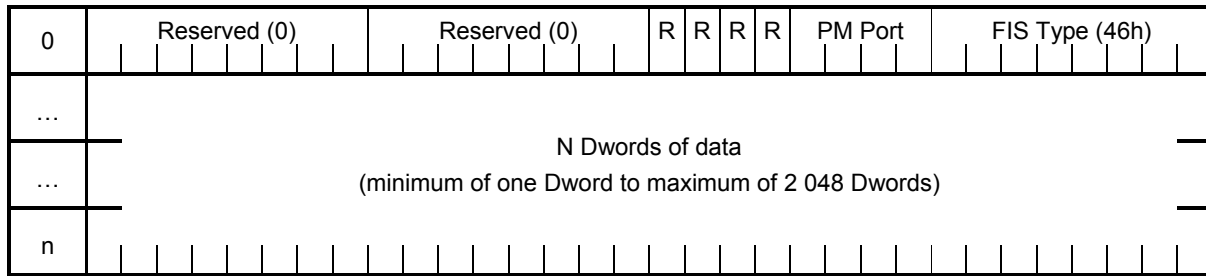 0 Reserved (0) Reserved (0) R R R R PM Port FIS Type (46h)
…
N Dwords of data
… (minimum of one Dword to maximum of 2 048 Dwords)
n